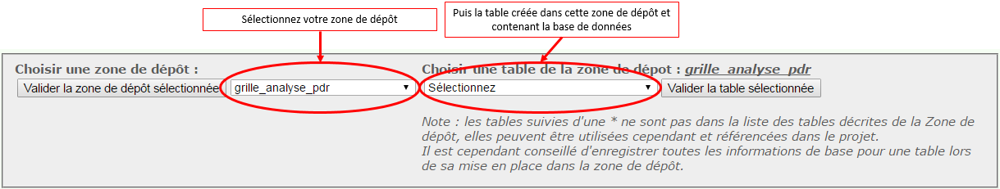 Sélectionnez votre zone de dépôt
Puis la table créée dans cette zone de dépôt et
contenant la base de données
Choisir une zone de dépôt :
Valider la zone de dépôt sélectionnée
grille_analyse_pdr
Choisir une table de la zone de dépot : grille_analyse_pdr
Sélectionnez
Valider la table sélectionnée
Note : les tables suivies d'une * ne sont pas dans la liste des tables décrites de la Zone de
dépôt, elles peuvent être utilisées cependant et référencées dans le projet.
Il est cependant conseillé d'enregistrer toutes les informations de base pour une table lors
de sa mise en place dans la zone de dépôt.